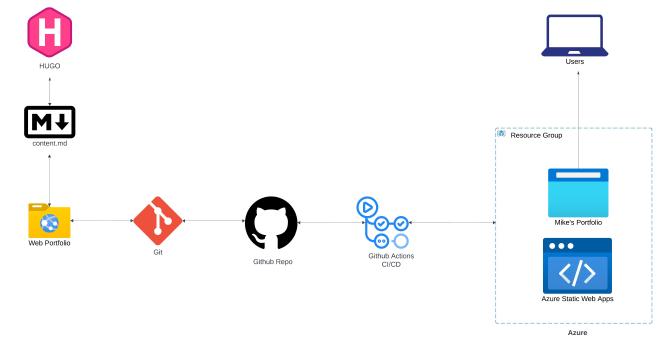 H
HUGO
M
content.md
Web Portfolio
Git
Github Repo
Github Actions
CI/CD
Users
Resource Group
Mike's Portfolio
</>
Azure Static Web Apps
Azure